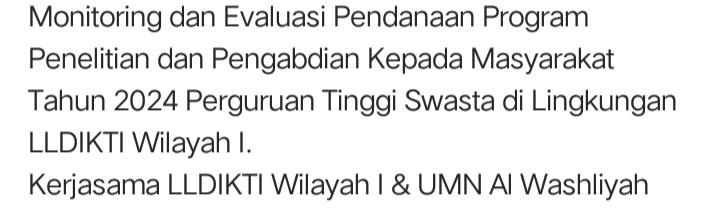 Monitoring dan Evaluasi Pendanaan Program
Penelitian dan Pengabdian Kepada Masyarakat
Tahun 2024 Perguruan Tinggi Swasta di Lingkungan
LLDIKTI Wilayah I.
Kerjasama LLDIKTI Wilayah I & UMN Al Washliyah